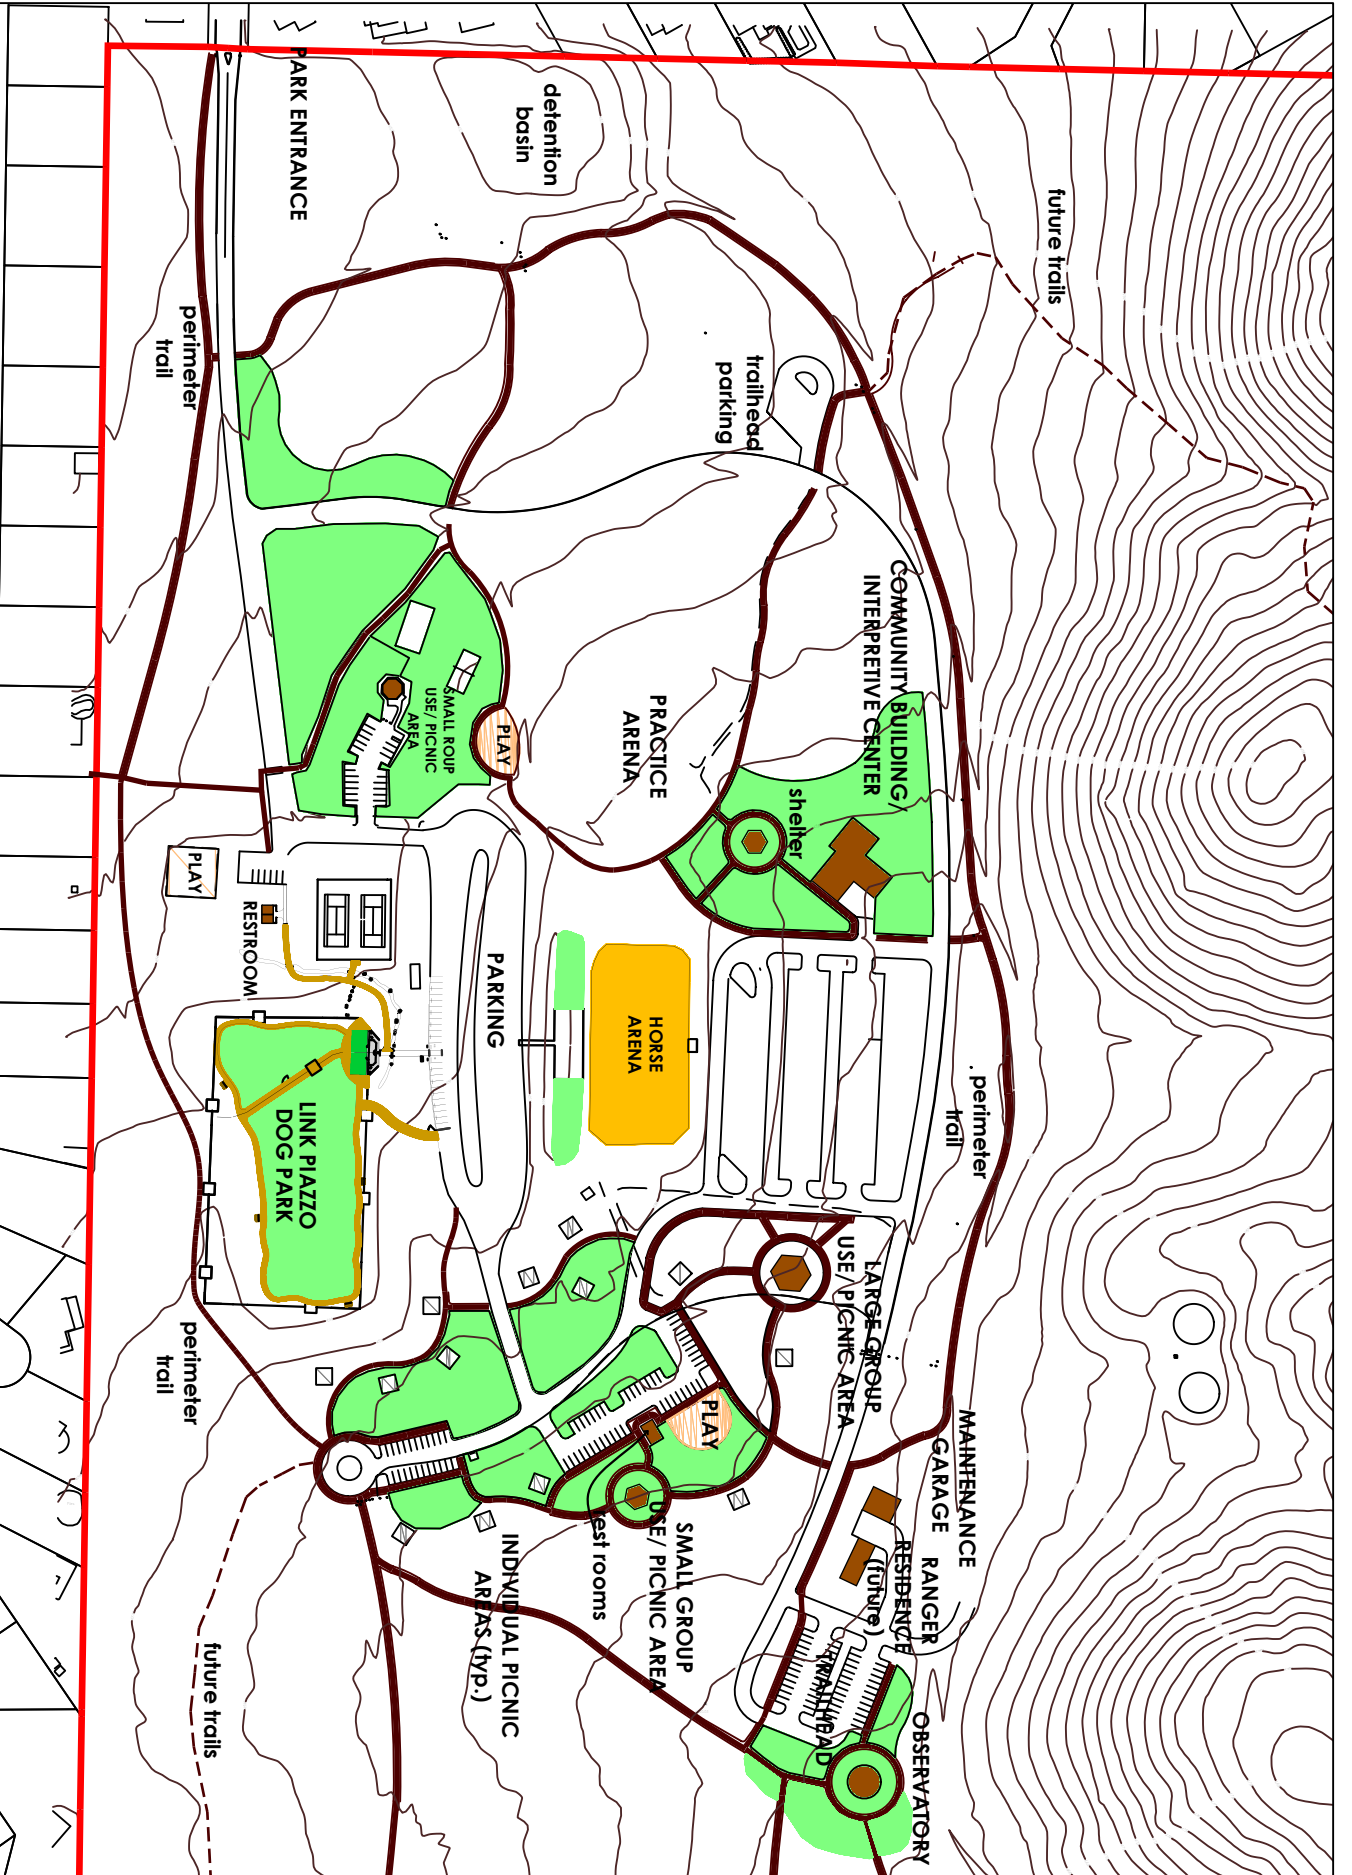 PARK ENTRANCE
detention
basin
future trails
perimeter
trail
trailhead
parking
COMMUNITY BUILDING/
INTERPRETIVE CENTER
PRACTICE
ARENA
SMALL ROUP
USE/ PICNIC
AREA
PLAY
shelter
PLAY
RESTROOM
PARKING
HORSE
ARENA
perimeter
trail
LINK PIAZZO
DOG PARK
LARGE GROUP
USE/ PICNIC AREA
perimeter
trail
PLAY
MAINTENANCE
GARAGE
RANGER
RESIDENCE
(future)
SMALL GROUP
USE/ PICNIC AREA
rest rooms
INDIVIDUAL PICNIC
AREAS (typ.)
TRAILHEAD
OBSERVATORY
future trails